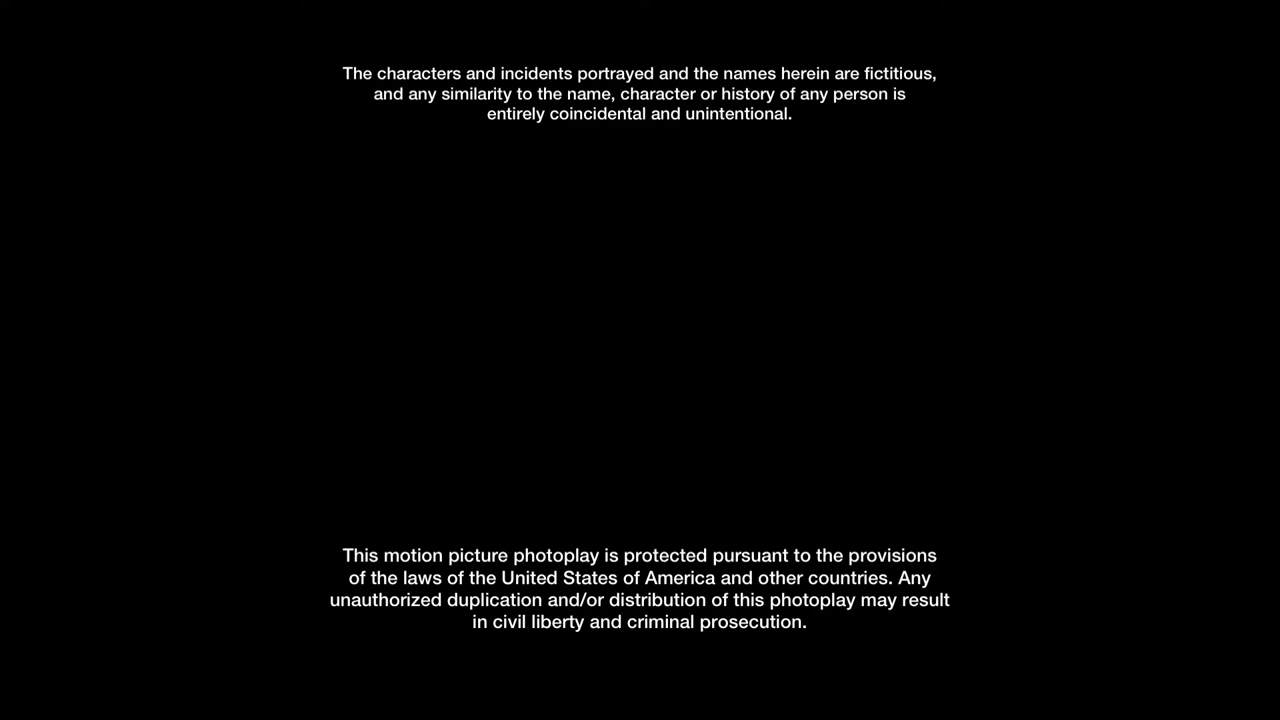 The characters and incidents portrayed and the names herein are fictitious,
and any similarity to the name, character or history of any person is
entirely coincidental and unintentional.
This motion picture photoplay is protected pursuant to the provisions
of the laws of the United States of America and other countries. Any
unauthorized duplication and/or distribution of this photoplay may result
in civil liberty and criminal prosecution.